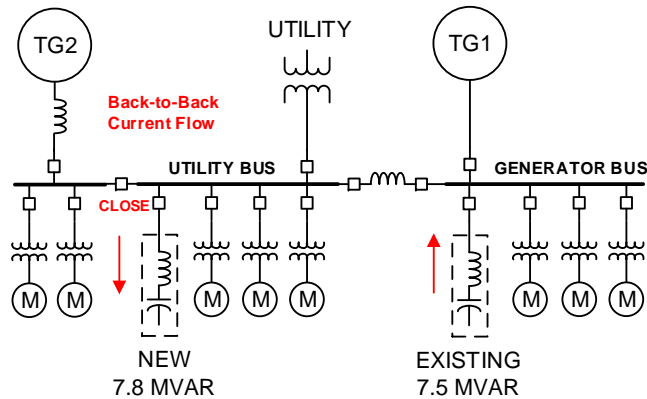 TG2
UTILITY
TG1
Back-to-Back
Current Flow
UTILITY BUS
GENERATOR BUS
CLOSE
M
M
M
M
M
M
M
M
NEW
7.8 MVAR
EXISTING
7.5 MVAR